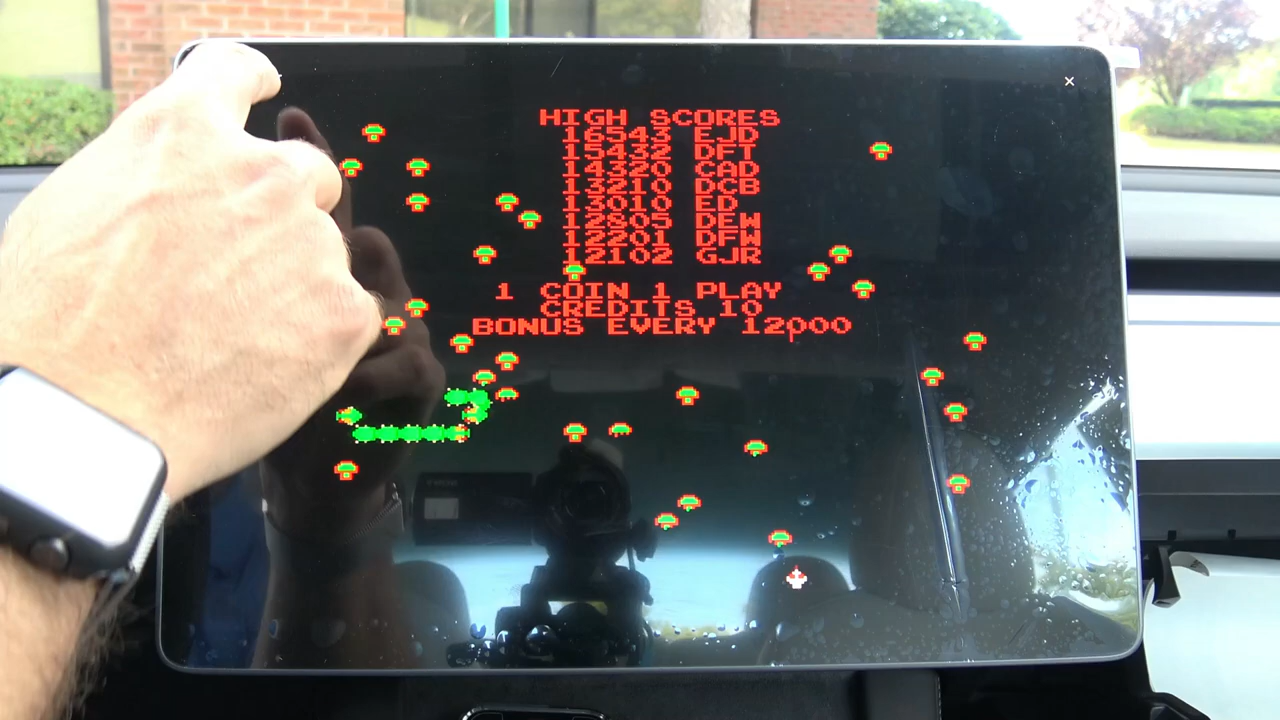 HIGH SCORES
16543 EJD
15432 DFT
14320 CAD
13210 DCB
13010 ED
12805 DEW
12201 DFW
12102 GJR
1 COIN 1 PLAY
CREDITS 10
BONUS EVERY 12000